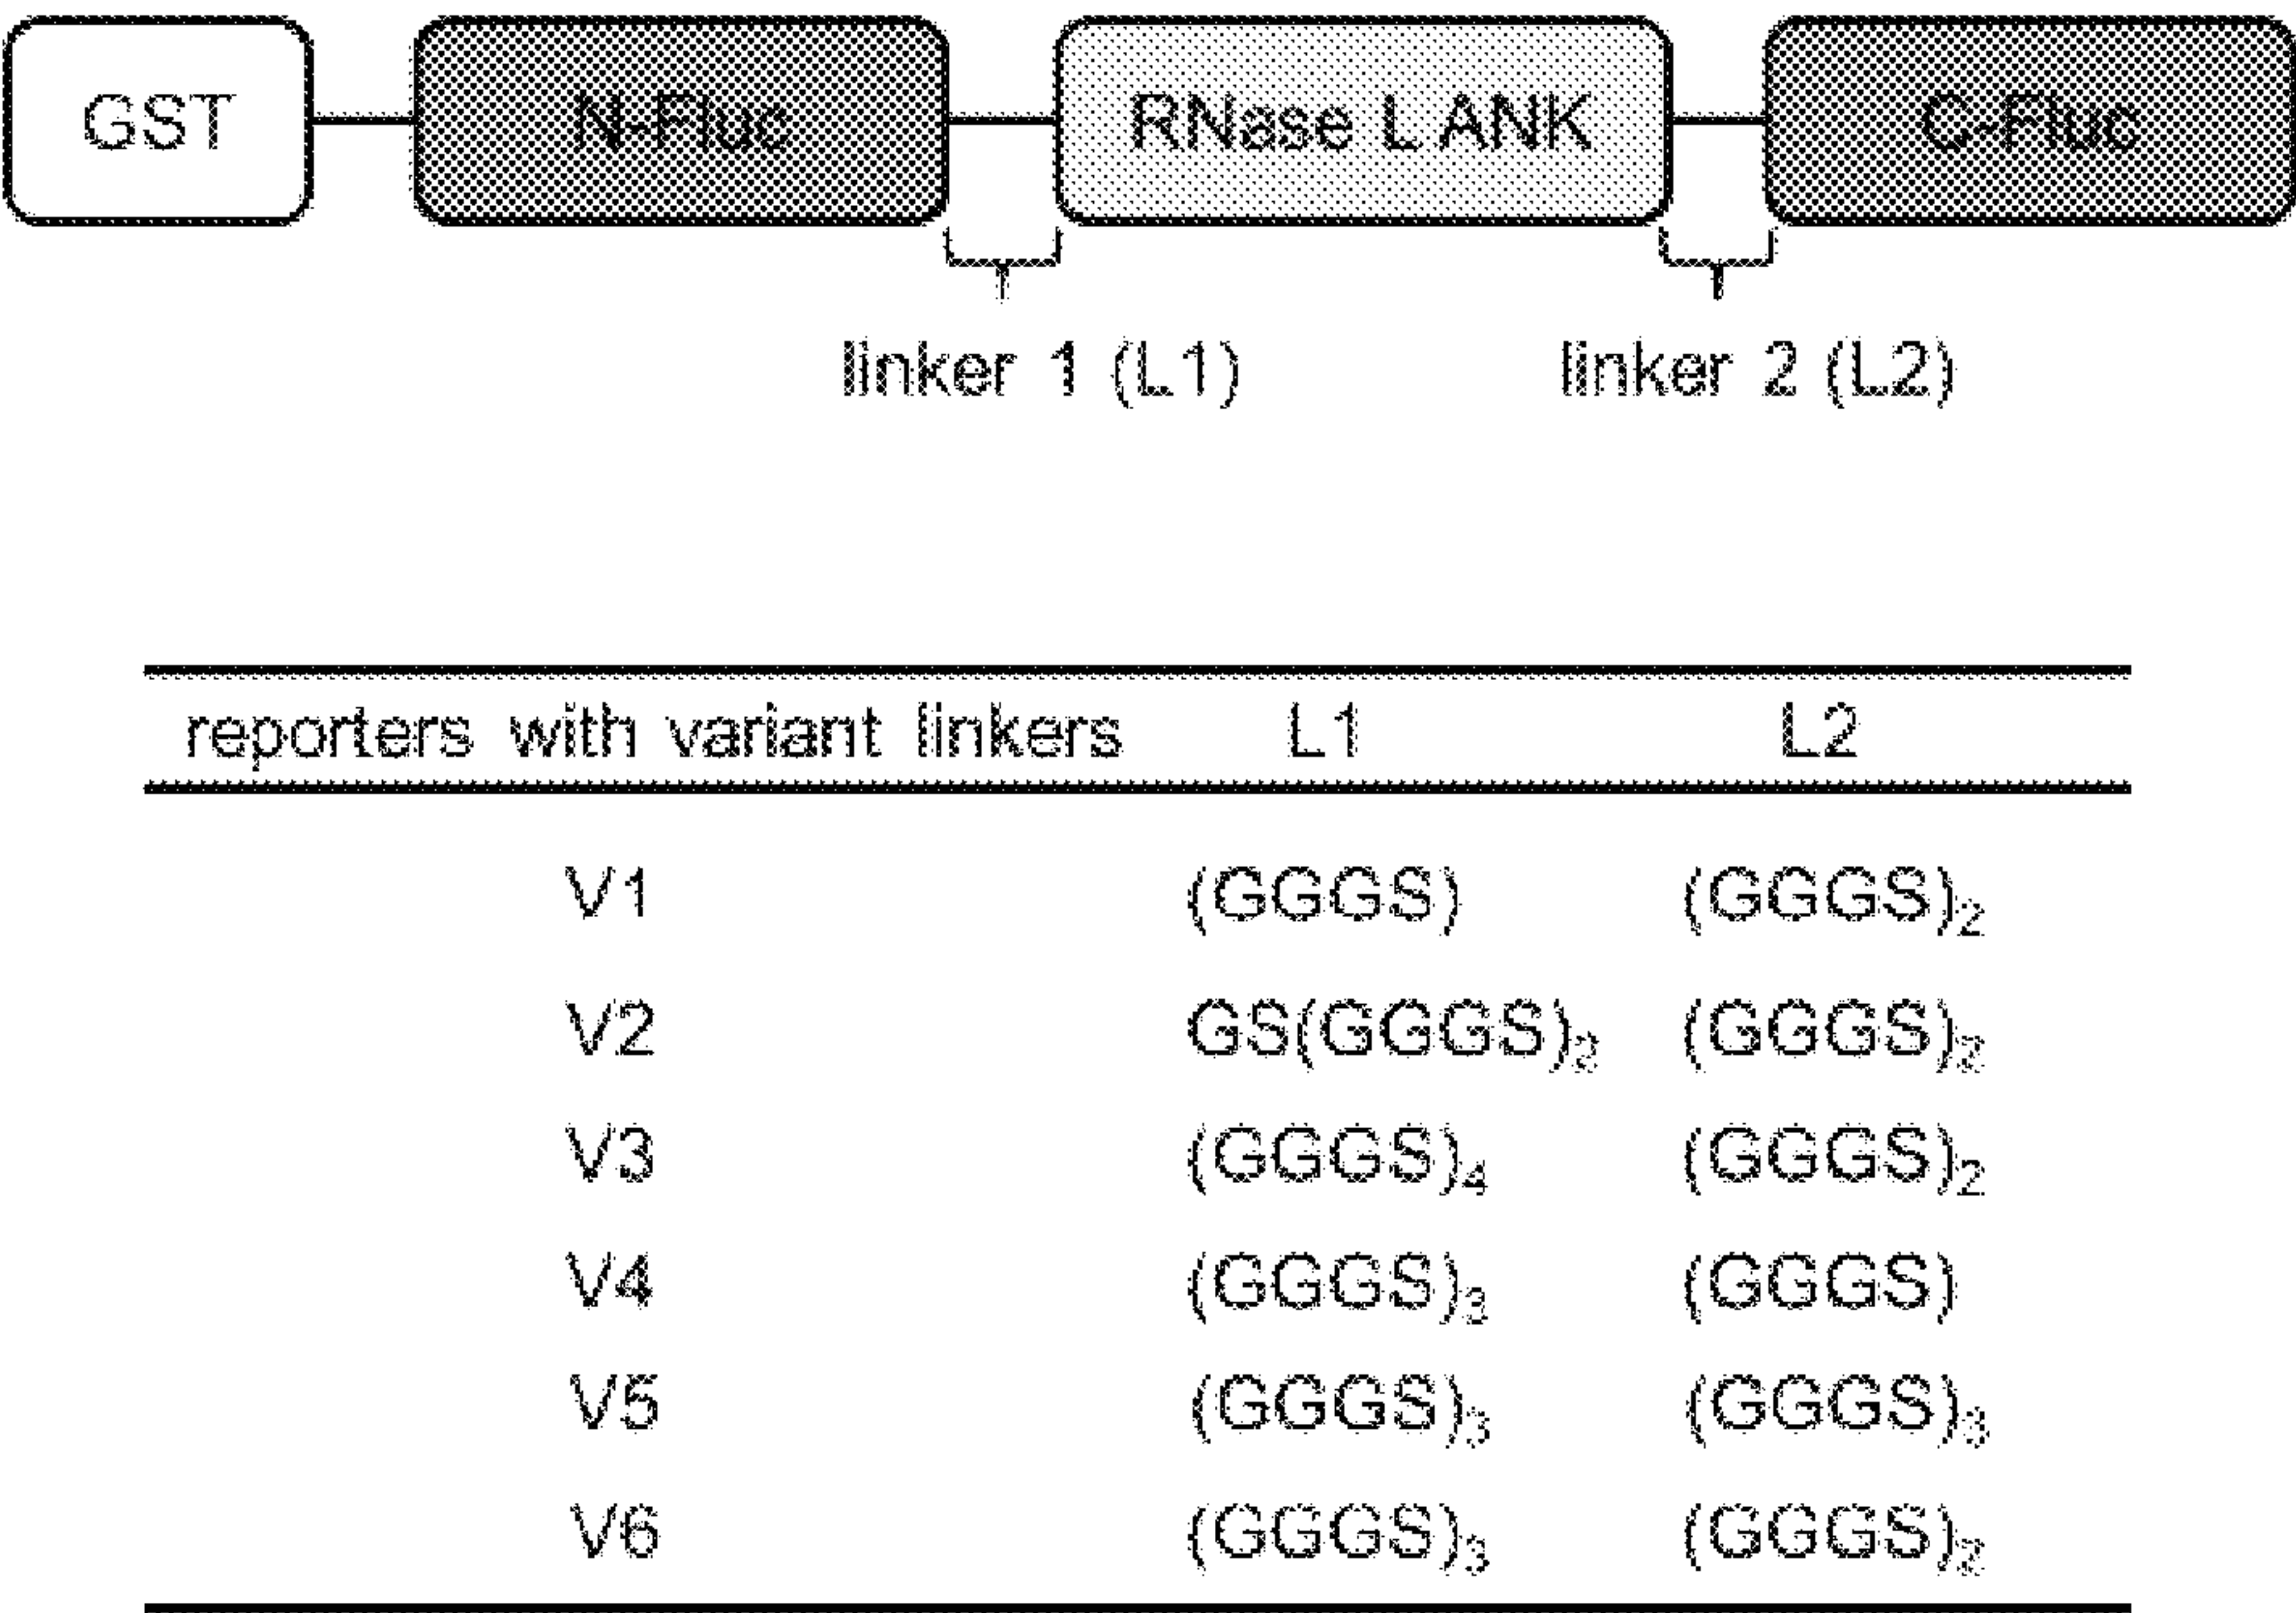 GST N-Fluc RNase L ANK C-Fluc
linker 1 (L1) linker 2 (L2)
reporters with variant linkers L1 L2
V1 (GGGS) (GGGS)₂
V2 GS(GGGS)₂ (GGGS)₂
V3 (GGGS)₄ (GGGS)₂
V4 (GGGS)₃ (GGGS)
V5 (GGGS)₃ (GGGS)₃
V6 (GGGS)₃ (GGGS)₂